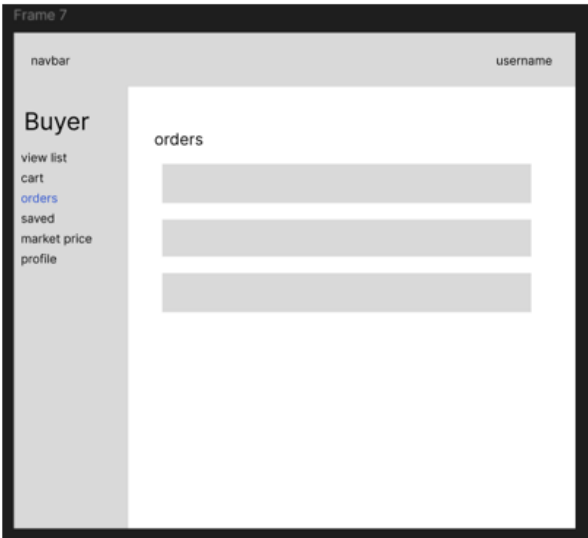 Frame 7
navbar
username
Buyer
view list
cart
orders
saved
market price
profile
orders